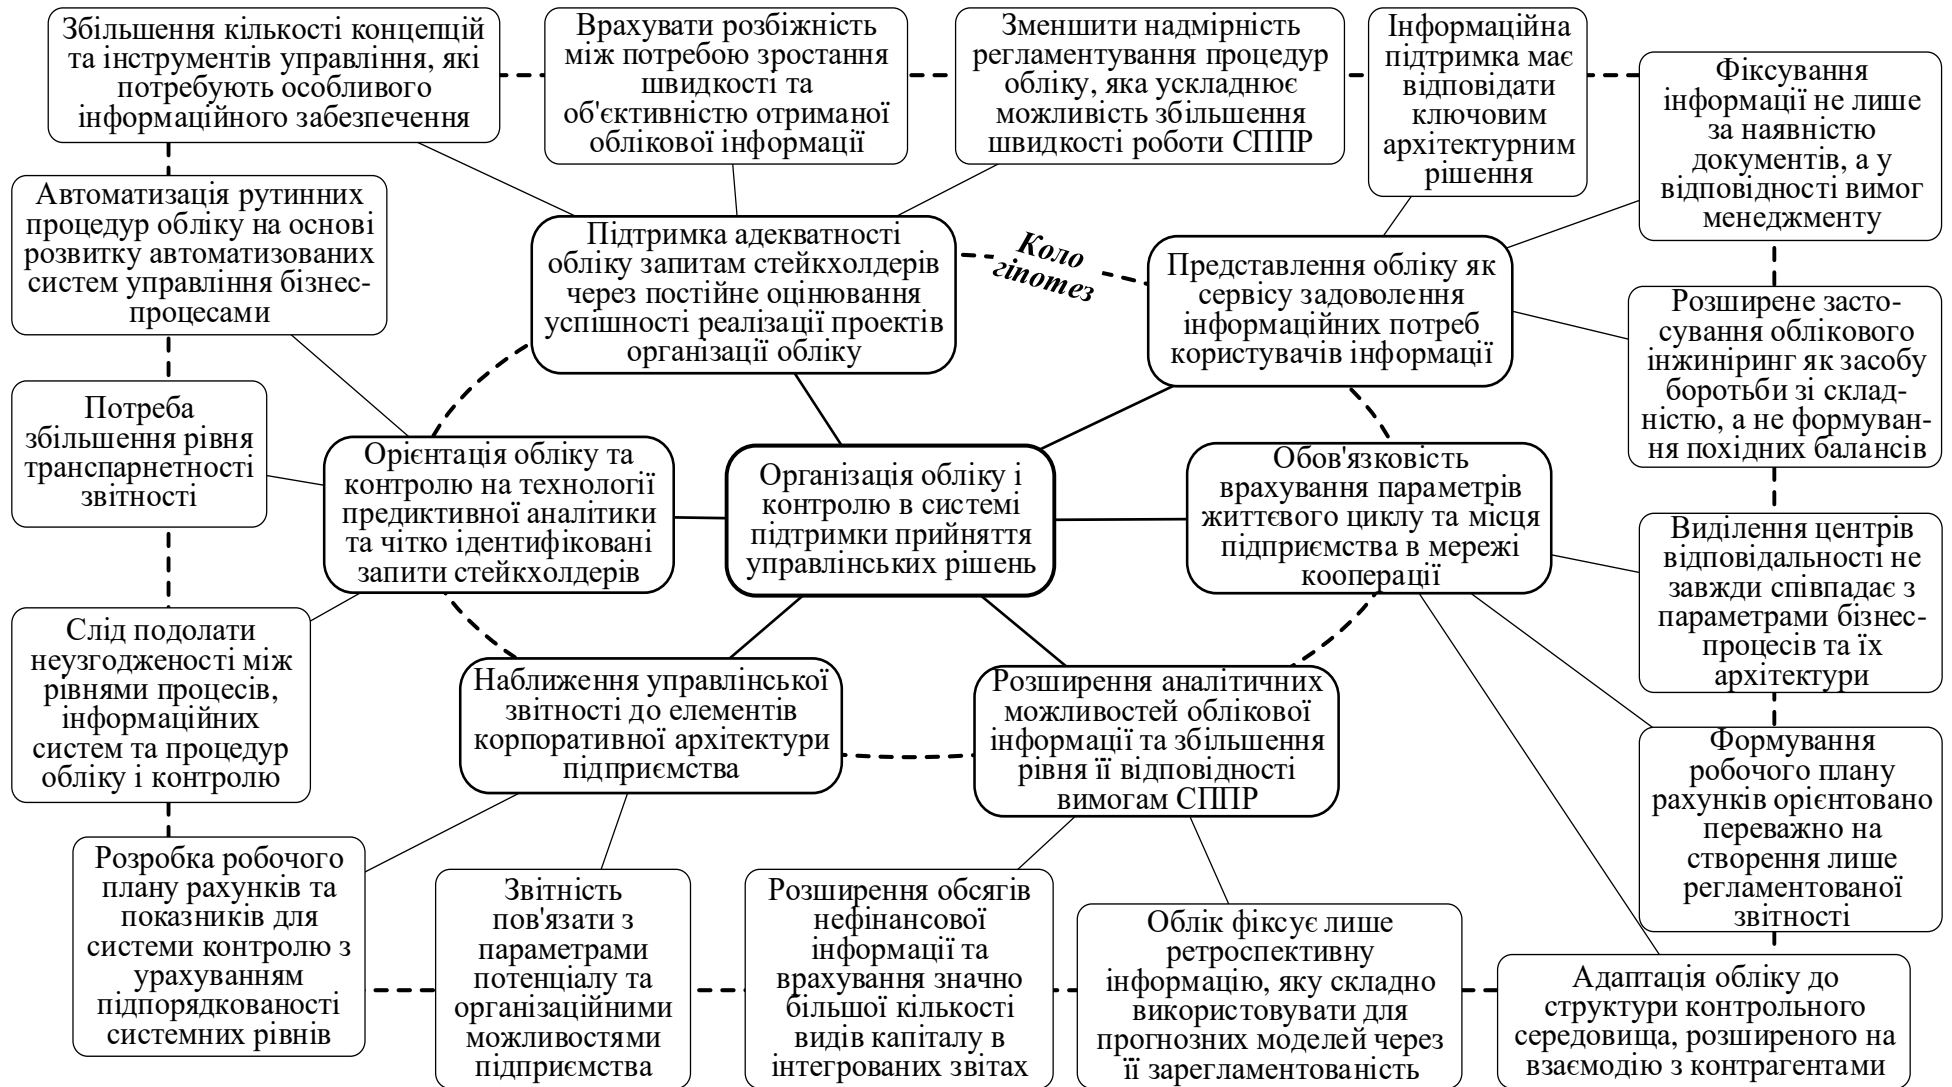 Збільшення кількості концепцій
та інструментів управління, які
потребують особливого
інформаційного забезпечення
Врахувати розбіжність
між потребою зростання
швидкості та
об'єктивністю отриманої
облікової інформації
Зменшити надмірність
регламентування процедур
обліку, яка ускладнює
можливість збільшення
швидкості роботи СППР
Інформаційна
підтримка має
відповідати
ключовим
архітектурним
рішення
Фіксування
інформації не лише
за наявністю
документів, а у
відповідності вимог
менеджменту
Автоматизація рутинних
процедур обліку на основі
розвитку автоматизованих
систем управління бізнес-
процесами
Підтримка адекватності
обліку запитам стейкхолдерів
через постійне оцінювання
успішності реалізації проектів
організації обліку
Коло
гіпотез
Представлення обліку як
сервісу задоволення
інформаційних потреб
користувачів інформації
Розширене засто-
сування облікового
інжиніринг як засобу
боротьби зі склад-
ністю, а не формуван-
ня похідних балансів
Потреба
збільшення рівня
транспарнетності
звітності
Орієнтація обліку та
контролю на технології
предиктивної аналітики
та чітко ідентифіковані
запити стейкхолдерів
Організація обліку і
контролю в системі
підтримки прийняття
управлінських рішень
Обов'язковість
врахування параметрів
життєвого циклу та місця
підприємства в мережі
кооперації
Виділення центрів
відповідальності не
завжди співпадає з
параметрами бізнес-
процесів та їх
архітектури
Слід подолати
неузгодженості між
рівнями процесів,
інформаційних
систем та процедур
обліку і контролю
Наближення управлінської
звітності до елементів
корпоративної архітектури
підприємства
Розширення аналітичних
можливостей облікової
інформації та збільшення
рівня її відповідності
вимогам СППР
Формування
робочого плану
рахунків орієнтовано
переважно на
створення лише
регламентованої
звітності
Розробка робочого
плану рахунків та
показників для
системи контролю з
урахуванням
підпорядкованості
системних рівнів
Звітність
пов'язати з
параметрами
потенціалу та
організаційними
можливостями
підприємства
Розширення обсягів
нефінансової
інформації та
врахування значно
більшої кількості
видів капіталу в
інтегрованих звітах
Облік фіксує лише
ретроспективну
інформацію, яку складно
використовувати для
прогнозних моделей через
її зарегламентованість
Адаптація обліку до
структури контрольного
середовища, розширеного на
взаємодію з контрагентами